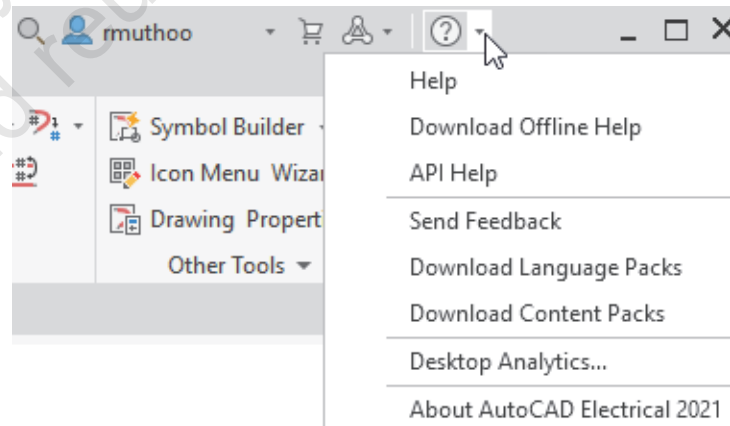 rmuthoo
Help
Download Offline Help
Symbol Builder
API Help
Icon Menu Wizar
Send Feedback
Drawing Propert
Download Language Packs
Other Tools
Download Content Packs
Desktop Analytics...
About AutoCAD Electrical 2021